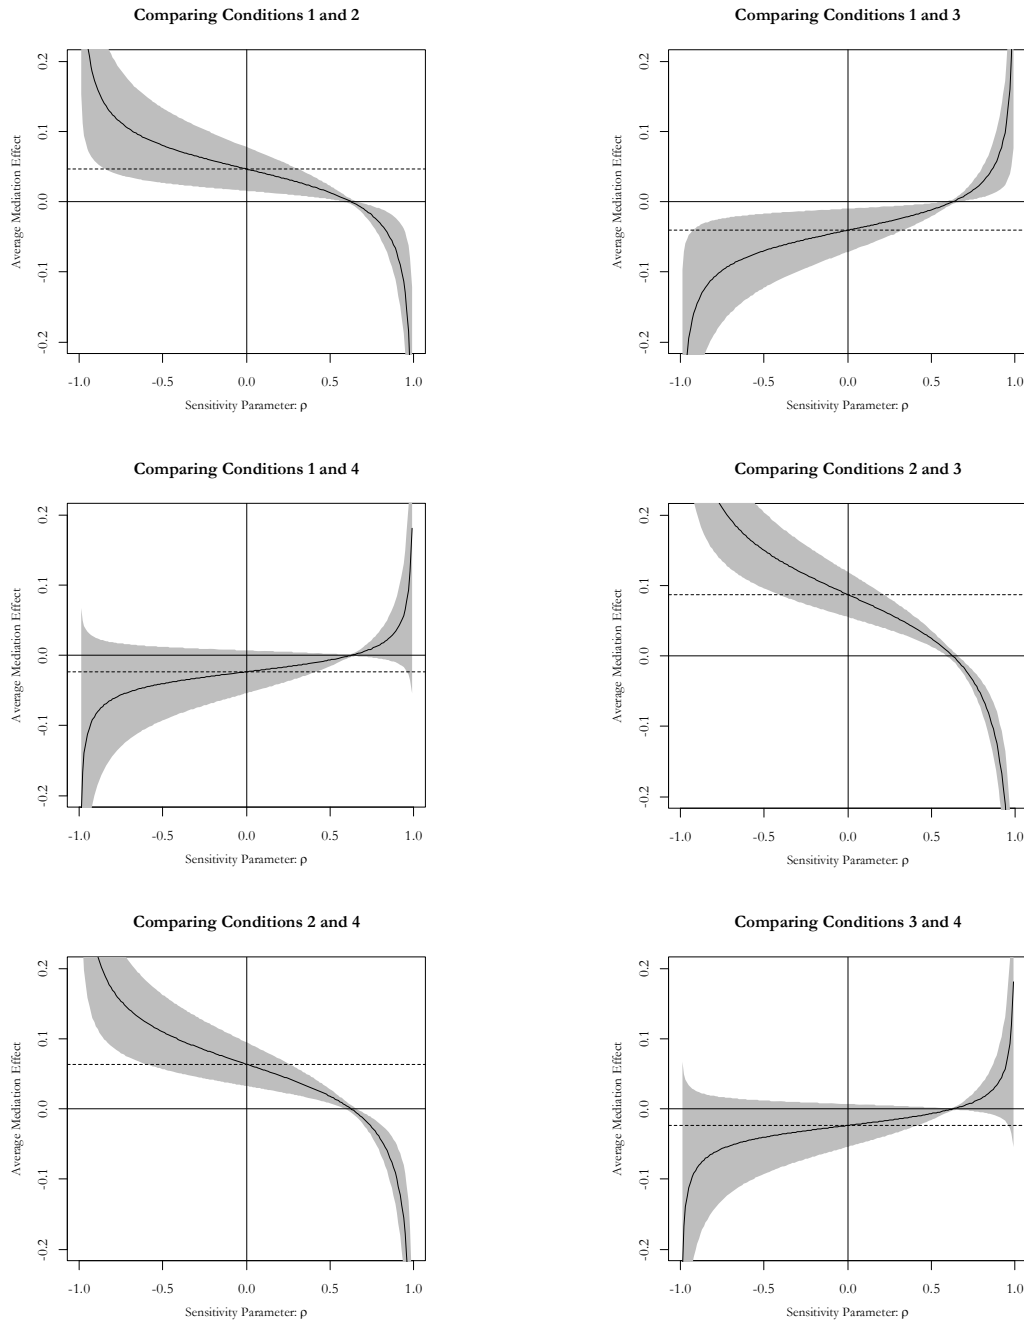 Comparing Conditions 1 and 2
Average Mediation Effect
0.2
0.1
0.0
-0.1
-0.2
-1.0 -0.5 0.0 0.5 1.0
Sensitivity Parameter: ρ
Comparing Conditions 1 and 3
Average Mediation Effect
0.2
0.1
0.0
-0.1
-0.2
-1.0 -0.5 0.0 0.5 1.0
Sensitivity Parameter: ρ
Comparing Conditions 1 and 4
Average Mediation Effect
0.2
0.1
0.0
-0.1
-0.2
-1.0 -0.5 0.0 0.5 1.0
Sensitivity Parameter: ρ
Comparing Conditions 2 and 3
Average Mediation Effect
0.2
0.1
0.0
-0.1
-0.2
-1.0 -0.5 0.0 0.5 1.0
Sensitivity Parameter: ρ
Comparing Conditions 2 and 4
Average Mediation Effect
0.2
0.1
0.0
-0.1
-0.2
-1.0 -0.5 0.0 0.5 1.0
Sensitivity Parameter: ρ
Comparing Conditions 3 and 4
Average Mediation Effect
0.2
0.1
0.0
-0.1
-0.2
-1.0 -0.5 0.0 0.5 1.0
Sensitivity Parameter: ρ